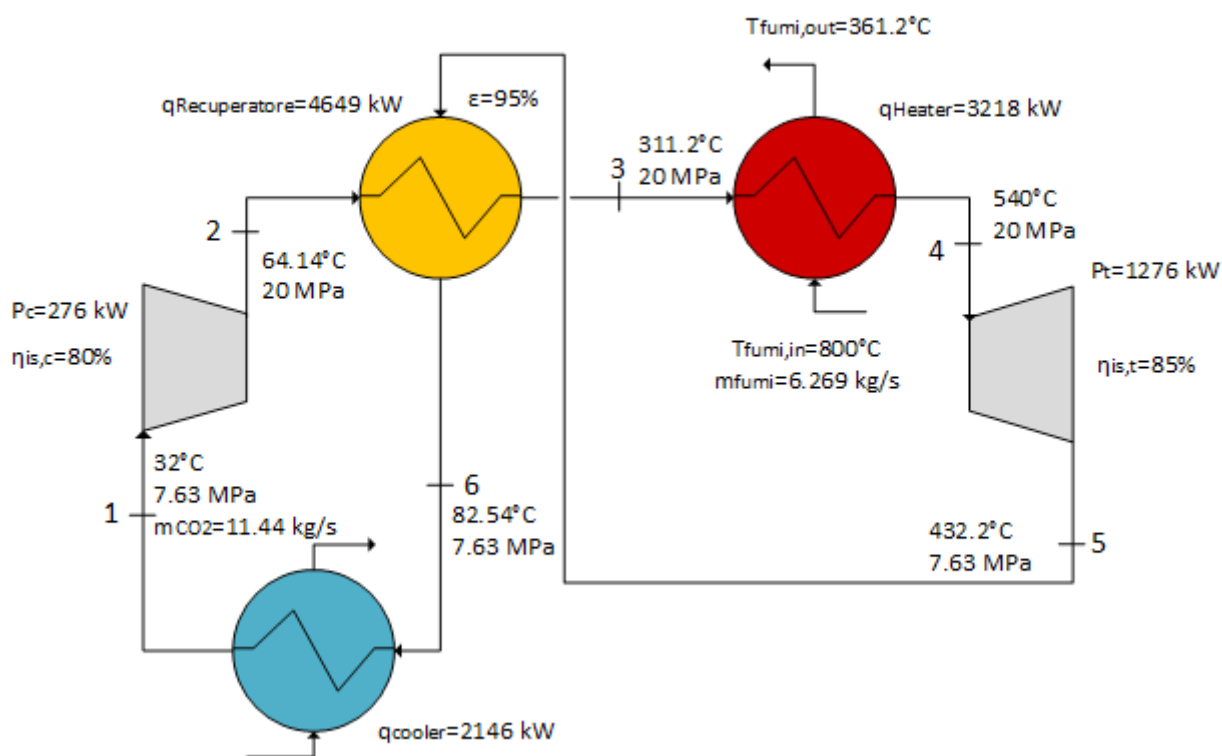 Tfumi,out=361.2°C
qRecuperatore=4649 kW
ε=95%
qHeater=3218 kW
311.2°C
20 MPa
3
540°C
20 MPa
4
2
64.14°C
20 MPa
Pc=276 kW
ηis,c=80%
Pt=1276 kW
ηis,t=85%
Tfumi,in=800°C
mfumi=6.269 kg/s
32°C
7.63 MPa
mCO2=11.44 kg/s
1
6
82.54°C
7.63 MPa
432.2°C
7.63 MPa
5
qcooler=2146 kW